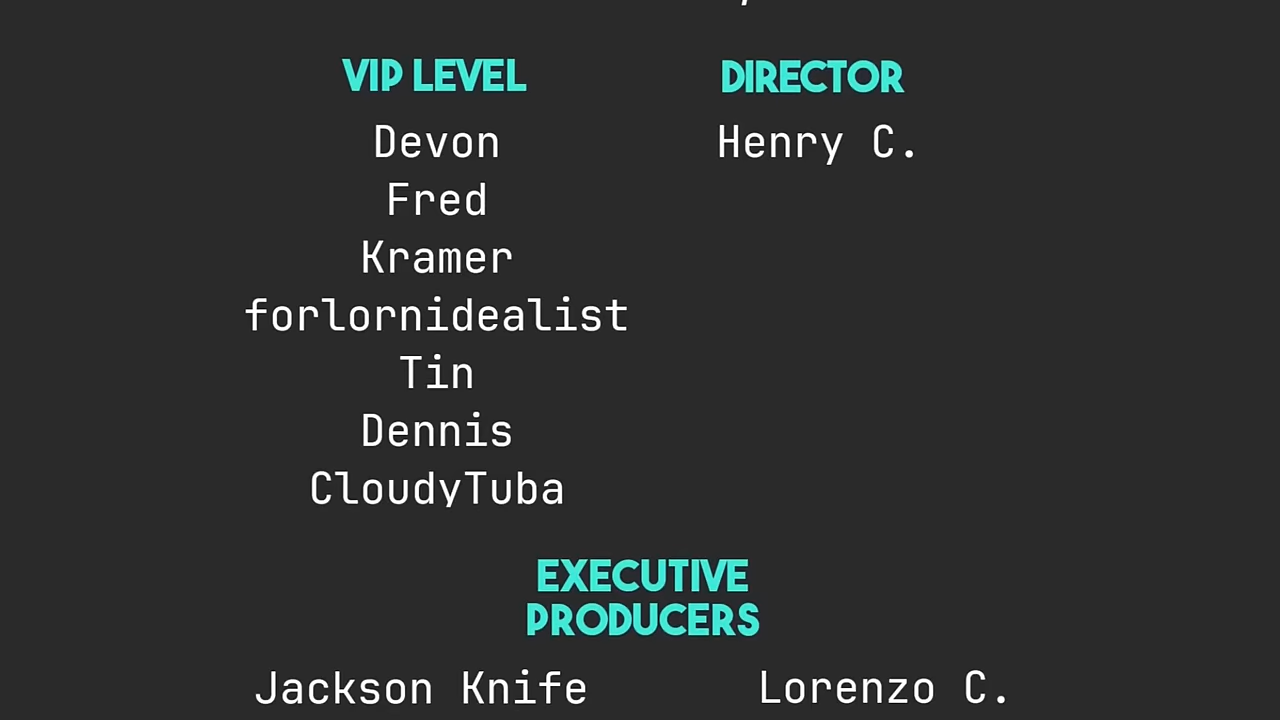 VIP LEVEL
Devon
Fred
Kramer
forlornidealist
Tin
Dennis
CloudyTuba
DIRECTOR
Henry C.
EXECUTIVE
PRODUCERS
Jackson Knife
Lorenzo C.